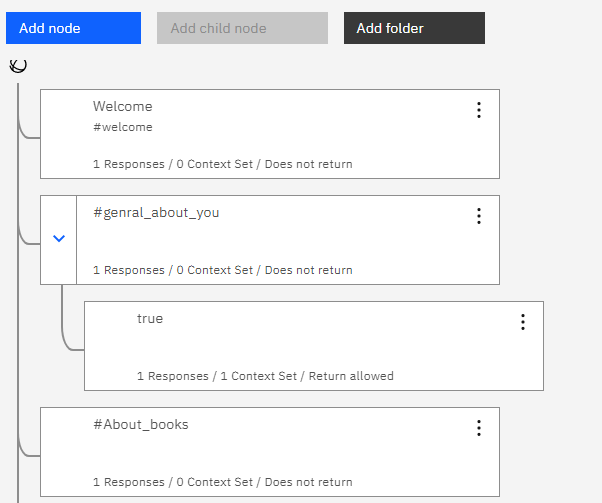 Add node
Add child node
Add folder
Welcome
#welcome
1 Responses / 0 Context Set / Does not return
#genral_about_you
1 Responses / 0 Context Set / Does not return
true
1 Responses / 1 Context Set / Return allowed
#About_books
1 Responses / 0 Context Set / Does not return